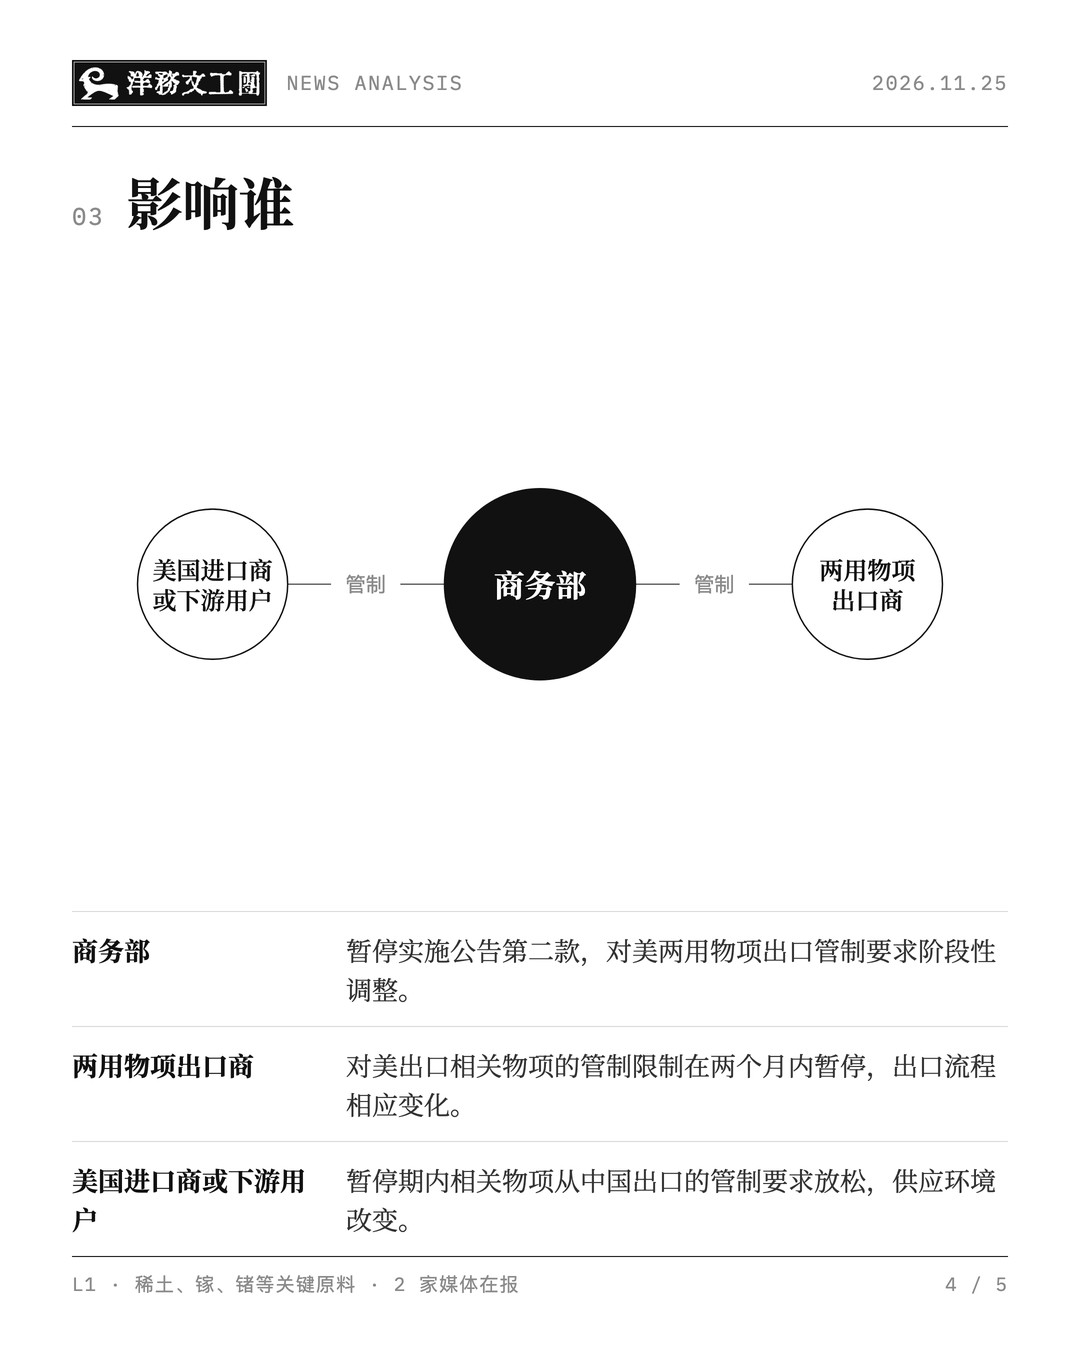 洋務文工團 NEWS ANALYSIS 2026.11.25
03 影响谁
美国进口商
或下游用户
管制
商务部
管制
两用物项
出口商
商务部 暂停实施公告第二款，对美两用物项出口管制要求阶段性
调整。
两用物项出口商 对美出口相关物项的管制限制在两个月内暂停，出口流程
相应变化。
美国进口商或下游用 暂停期内相关物项从中国出口的管制要求放松，供应环境
户 改变。
L1 · 稀土、镓、锗等关键原料 · 2 家媒体在报 4 / 5